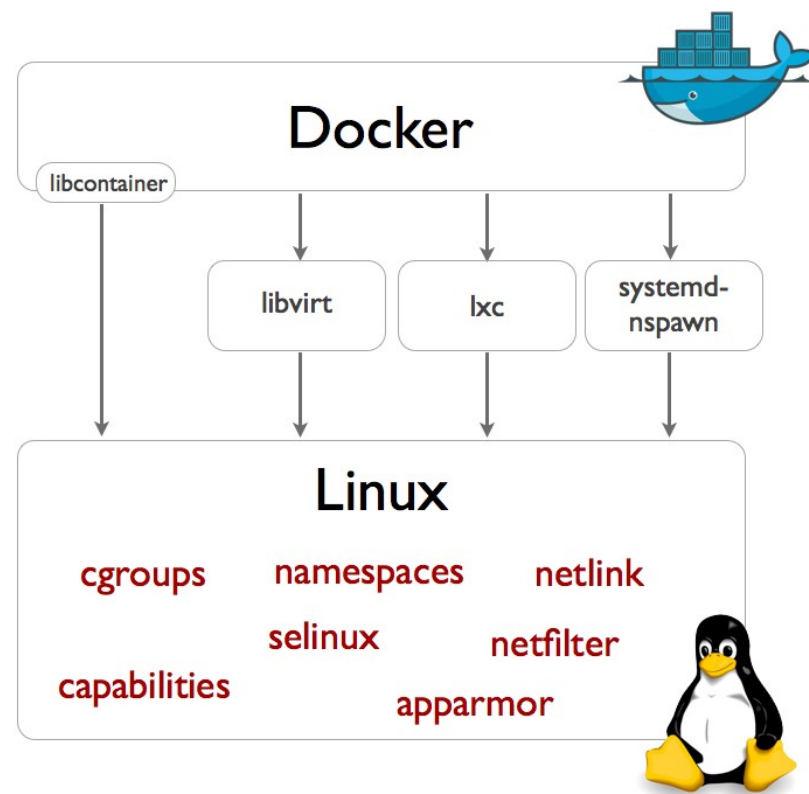 Docker
libcontainer
libvirt
lxc
systemd-
nspawn
Linux
cgroups
namespaces
netlink
selinux
netfilter
capabilities
apparmor